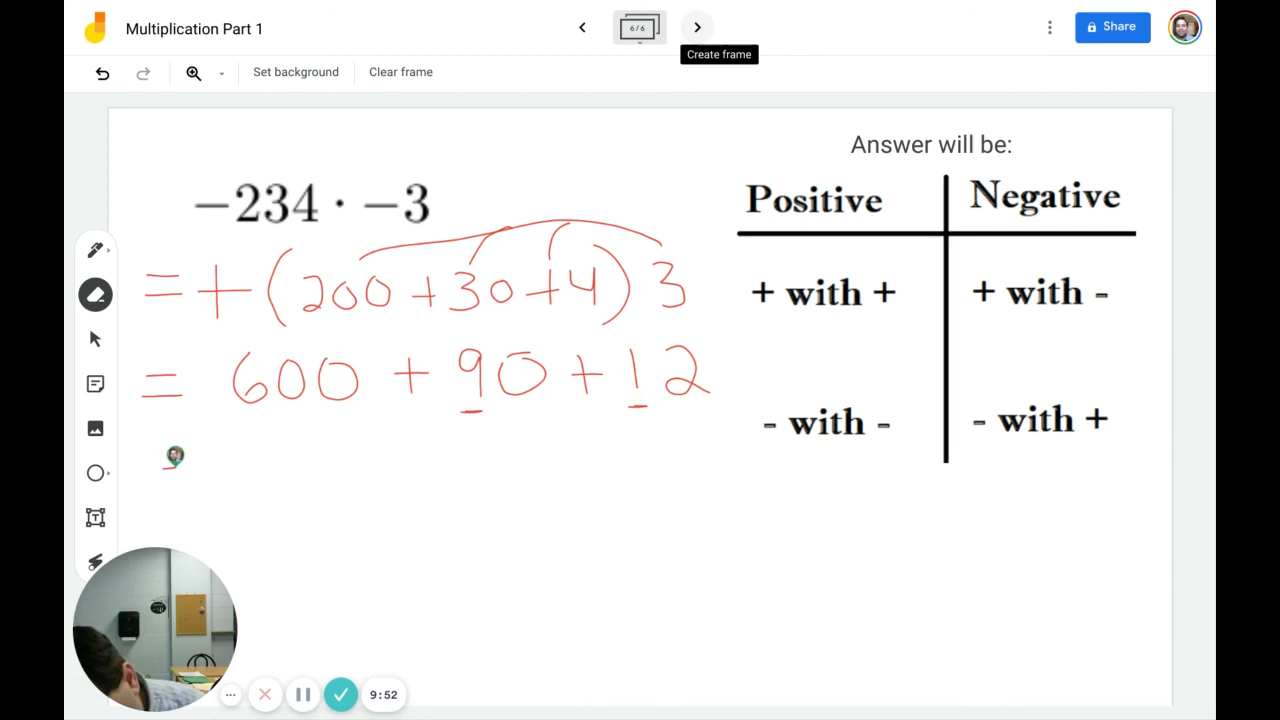 Multiplication Part 1
6/6
Share
Create frame
Set background
Clear frame
Answer will be:
−234 · −3
Positive Negative
= + (200 + 30 + 4) 3
+ with + + with -
= 600 + 90 + 12
- with - - with +
9:52